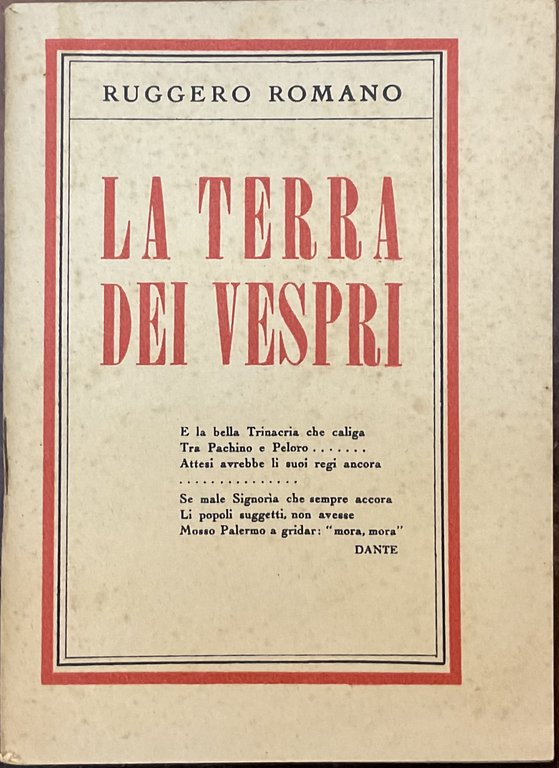 RUGGERO ROMANO
LA TERRA
DEI VESPRI
E la bella Trinacria che caliga
Tra Pachino e Peloro . . . . . . .
Attesi avrebbe li suoi regi ancora
. . . . . . . . . . . . . . .
Se male Signorìa che sempre accora
Li popoli suggetti, non avesse
Mosso Palermo a gridar: "mora, mora"
DANTE